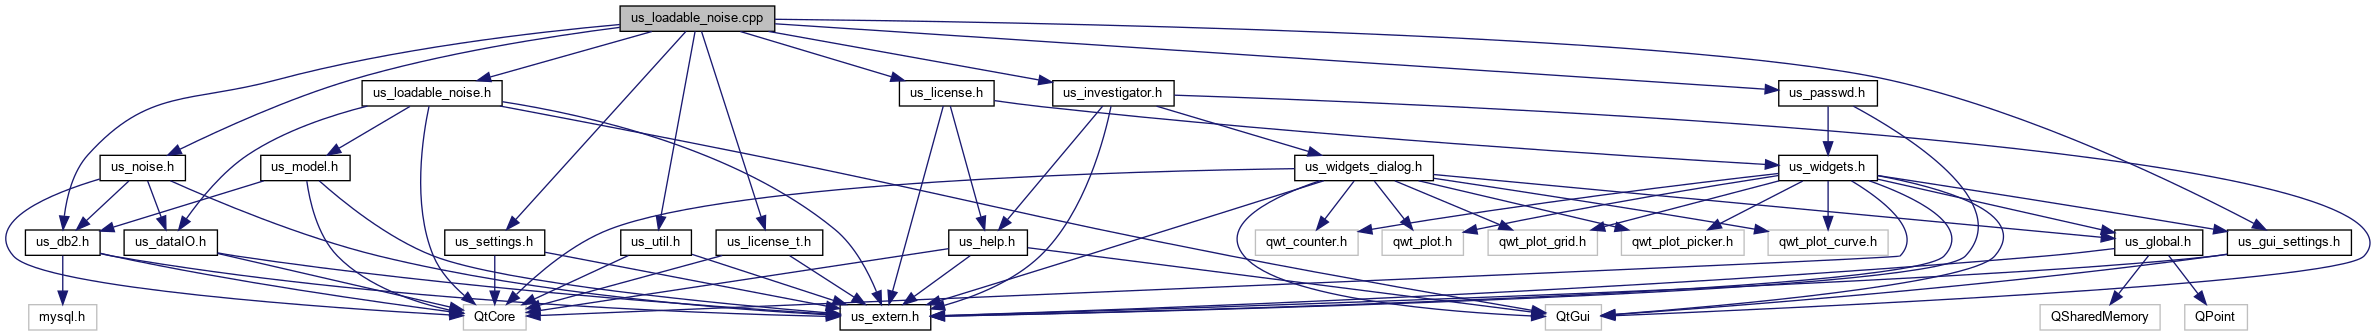 us_loadable_noise.cpp
us_loadable_noise.h
us_license.h
us_investigator.h
us_passwd.h
us_noise.h
us_model.h
us_widgets_dialog.h
us_widgets.h
us_db2.h
us_dataIO.h
us_settings.h
us_util.h
us_license_t.h
us_help.h
qwt_counter.h
qwt_plot.h
qwt_plot_grid.h
qwt_plot_picker.h
qwt_plot_curve.h
us_global.h
us_gui_settings.h
mysql.h
QtCore
us_extern.h
QtGui
QSharedMemory
QPoint